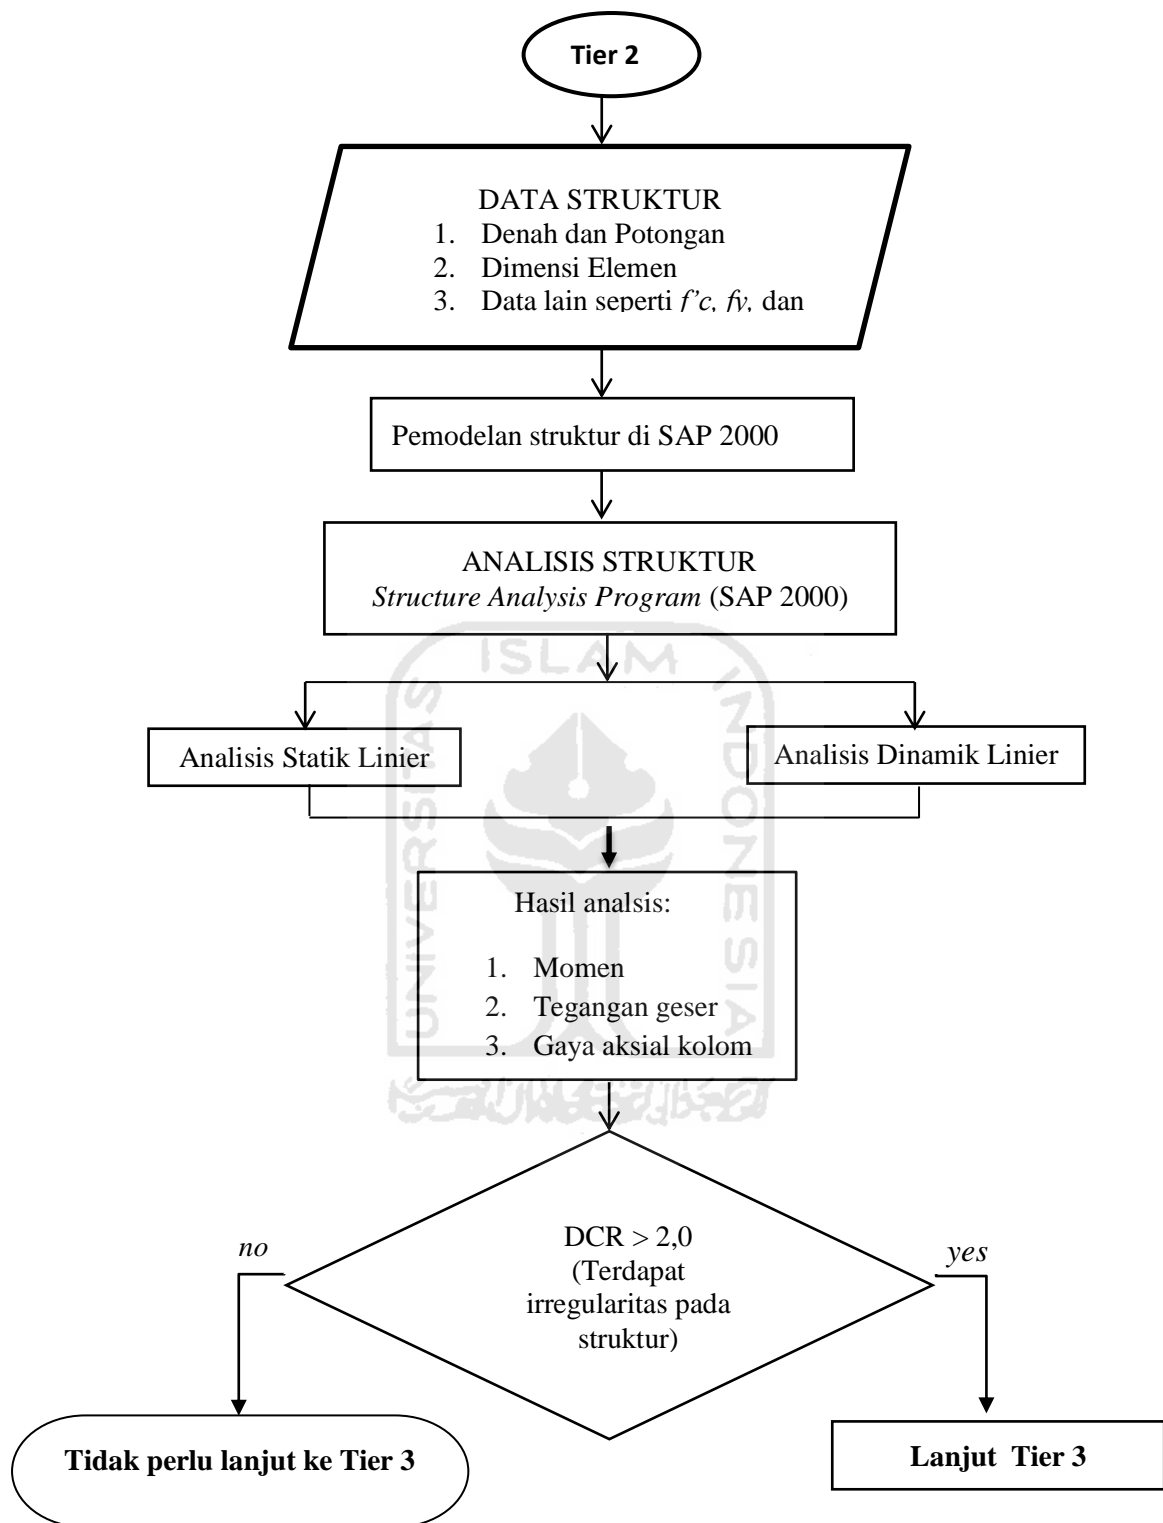 Tier 2
DATA STRUKTUR
1. Denah dan Potongan
2. Dimensi Elemen
3. Data lain seperti f'c, fy, dan
Pemodelan struktur di SAP 2000
ANALISIS STRUKTUR
Structure Analysis Program (SAP 2000)
ISLAM
UNIVERSITAS
INDONESIA
Analisis Statik Linier
Analisis Dinamik Linier
Hasil analsis:
1. Momen
2. Tegangan geser
3. Gaya aksial kolom
DCR > 2,0
(Terdapat
irregularitas pada
struktur)
no
yes
Tidak perlu lanjut ke Tier 3
Lanjut Tier 3